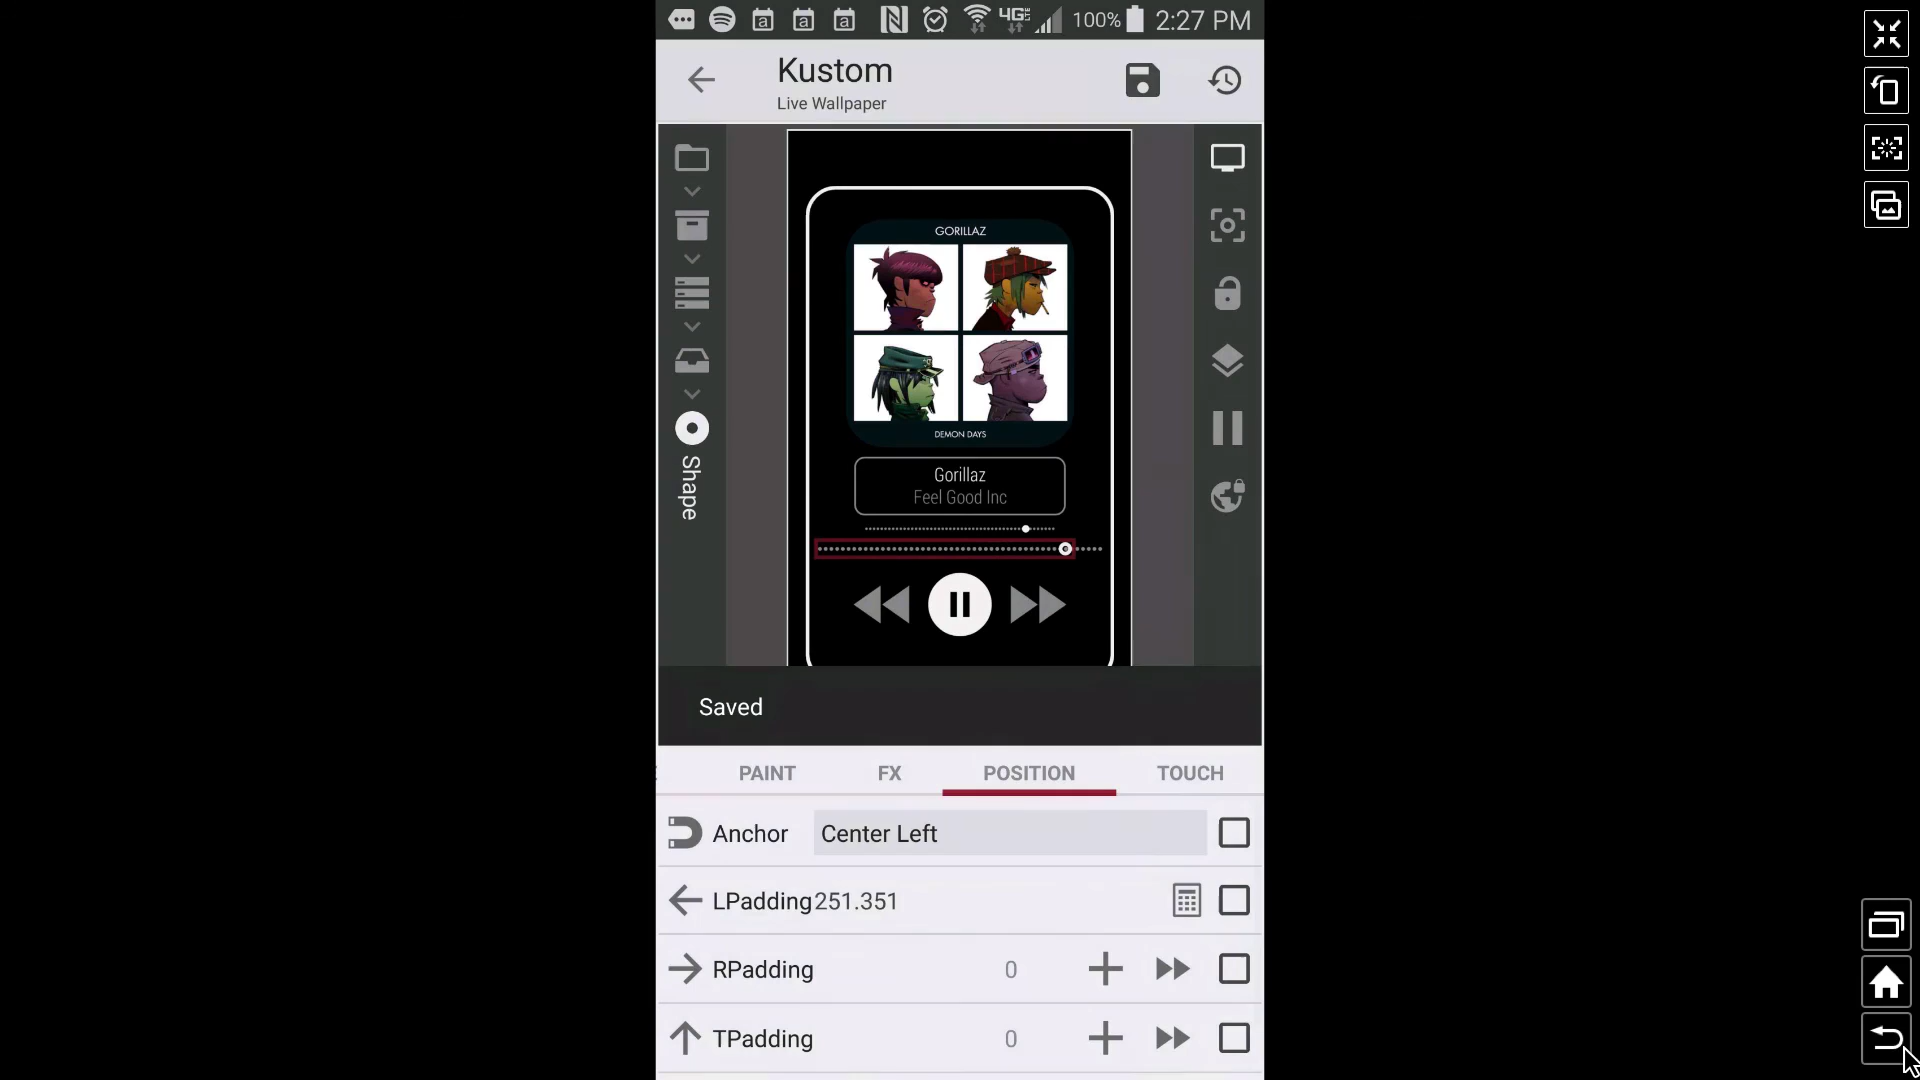 4G LTE 100% 2:27 PM
Kustom
Live Wallpaper
GORILLAZ
DEMON DAYS
Gorillaz
Feel Good Inc
Shape
Saved
PAINT FX POSITION TOUCH
Anchor Center Left
LPadding 251.351
RPadding 0
TPadding 0